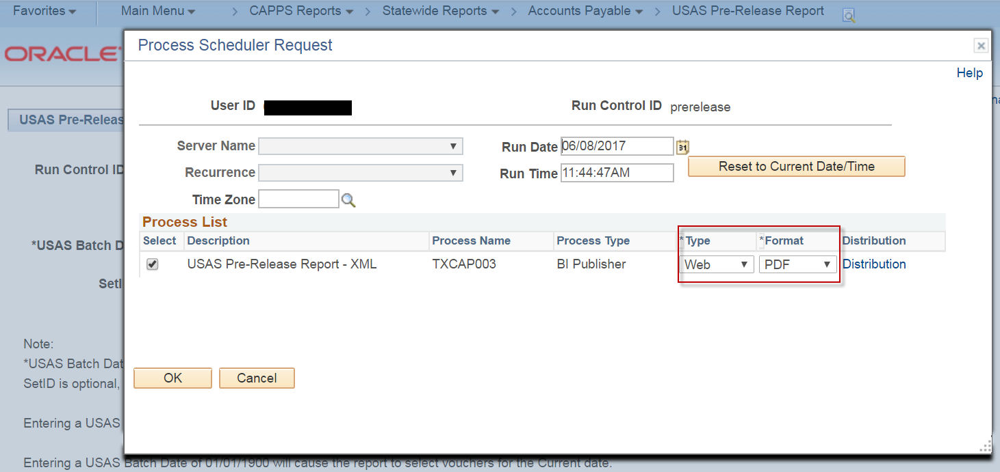 Favorites Main Menu > CAPPS Reports > Statewide Reports > Accounts Payable > USAS Pre-Release Report
ORACLE
Process Scheduler Request
Help
User ID Run Control ID prerelease
USAS Pre-Releas
Server Name Run Date 06/08/2017 31
Run Control ID
Recurrence Run Time 11:44:47AM Reset to Current Date/Time
Time Zone
Process List
Select Description Process Name Process Type *Type *Format Distribution
*USAS Batch D
USAS Pre-Release Report - XML TXCAP003 BI Publisher Web PDF Distribution
SetI
Note:
*USAS Batch Dat
SetID is optional,
OK Cancel
Entering a USAS
Entering a USAS Batch Date of 01/01/1900 will cause the report to select vouchers for the Current date.